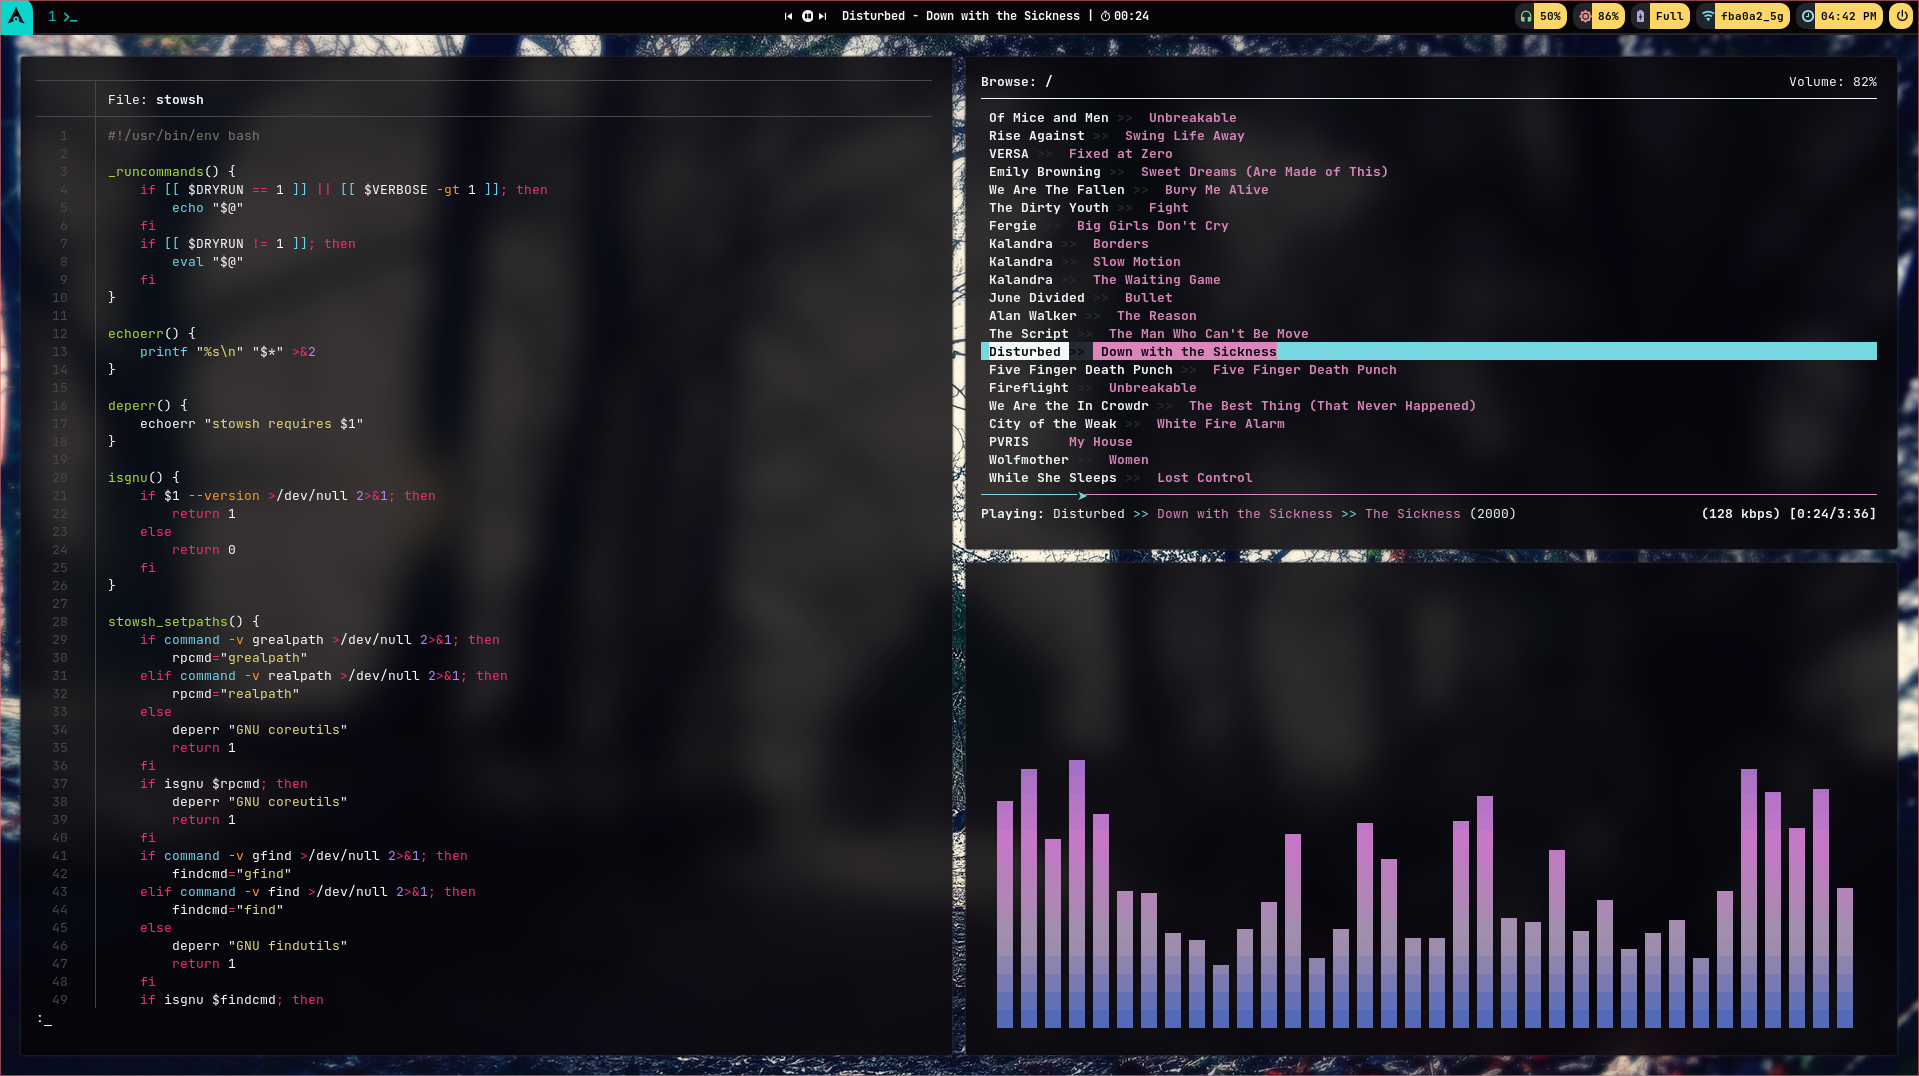 1 >_
Disturbed - Down with the Sickness | 00:24
50% 86% Full fba0a2_5g 04:42 PM
File: stowsh
1 #!/usr/bin/env bash
2
3 _runcommands() {
4     if [[ $DRYRUN == 1 ]] || [[ $VERBOSE -gt 1 ]]; then
5         echo "$@"
6     fi
7     if [[ $DRYRUN != 1 ]]; then
8         eval "$@"
9     fi
10 }
11
12 echoerr() {
13     printf "%s\n" "$*" >&2
14 }
15
16 deperr() {
17     echoerr "stowsh requires $1"
18 }
19
20 isgnu() {
21     if $1 --version >/dev/null 2>&1; then
22         return 1
23     else
24         return 0
25     fi
26 }
27
28 stowsh_setpaths() {
29     if command -v grealpath >/dev/null 2>&1; then
30         rpcmd="grealpath"
31     elif command -v realpath >/dev/null 2>&1; then
32         rpcmd="realpath"
33     else
34         deperr "GNU coreutils"
35         return 1
36     fi
37     if isgnu $rpcmd; then
38         deperr "GNU coreutils"
39         return 1
40     fi
41     if command -v gfind >/dev/null 2>&1; then
42         findcmd="gfind"
43     elif command -v find >/dev/null 2>&1; then
44         findcmd="find"
45     else
46         deperr "GNU findutils"
47         return 1
48     fi
49     if isgnu $findcmd; then
:_
Browse: / Volume: 82%
Of Mice and Men >> Unbreakable
Rise Against >> Swing Life Away
VERSA >> Fixed at Zero
Emily Browning >> Sweet Dreams (Are Made of This)
We Are The Fallen >> Bury Me Alive
The Dirty Youth >> Fight
Fergie >> Big Girls Don't Cry
Kalandra >> Borders
Kalandra >> Slow Motion
Kalandra >> The Waiting Game
June Divided >> Bullet
Alan Walker >> The Reason
The Script >> The Man Who Can't Be Move
Disturbed >> Down with the Sickness
Five Finger Death Punch >> Five Finger Death Punch
Fireflight >> Unbreakable
We Are the In Crowdr >> The Best Thing (That Never Happened)
City of the Weak >> White Fire Alarm
PVRIS My House
Wolfmother >> Women
While She Sleeps >> Lost Control
Playing: Disturbed >> Down with the Sickness >> The Sickness (2000) (128 kbps) [0:24/3:36]